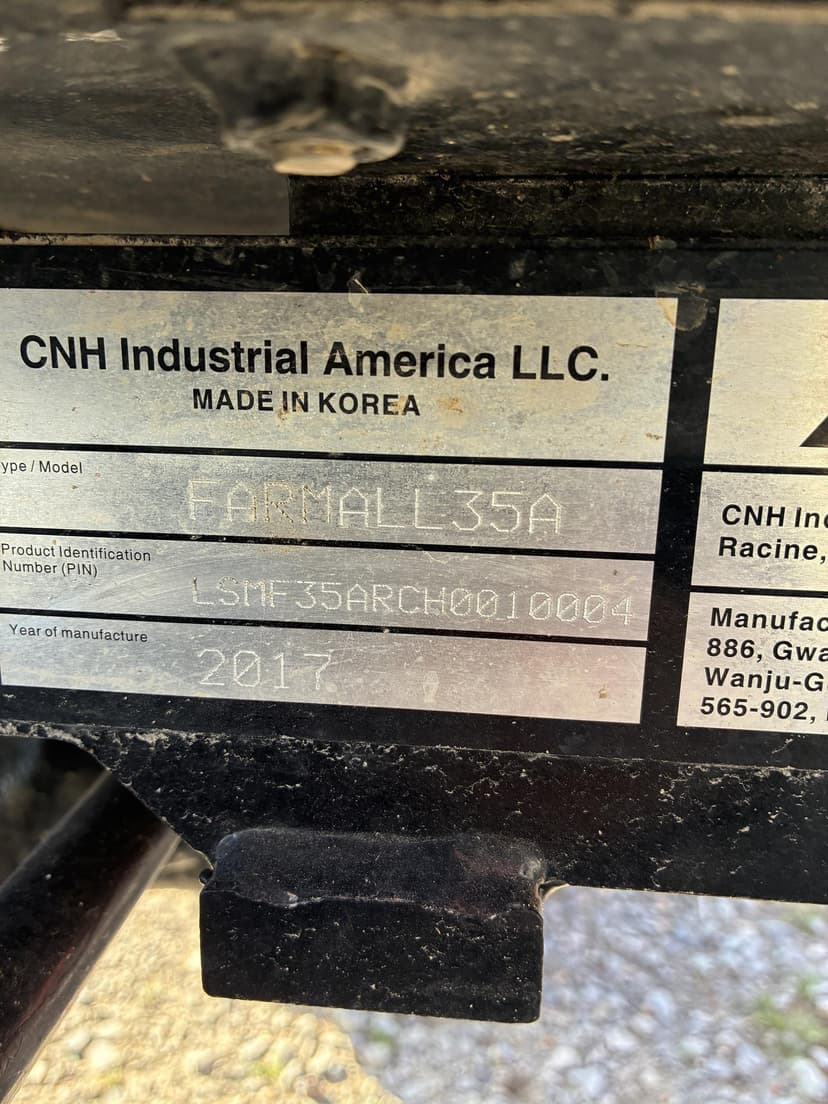 CNH Industrial America LLC.
MADE IN KOREA
ype / Model
FARMALL35A
Product Identification
Number (PIN)
LSMF35ARCH0010004
Year of manufacture
2017
CNH Ind
Racine,
Manufac
886, Gwa
Wanju-G
565-902,